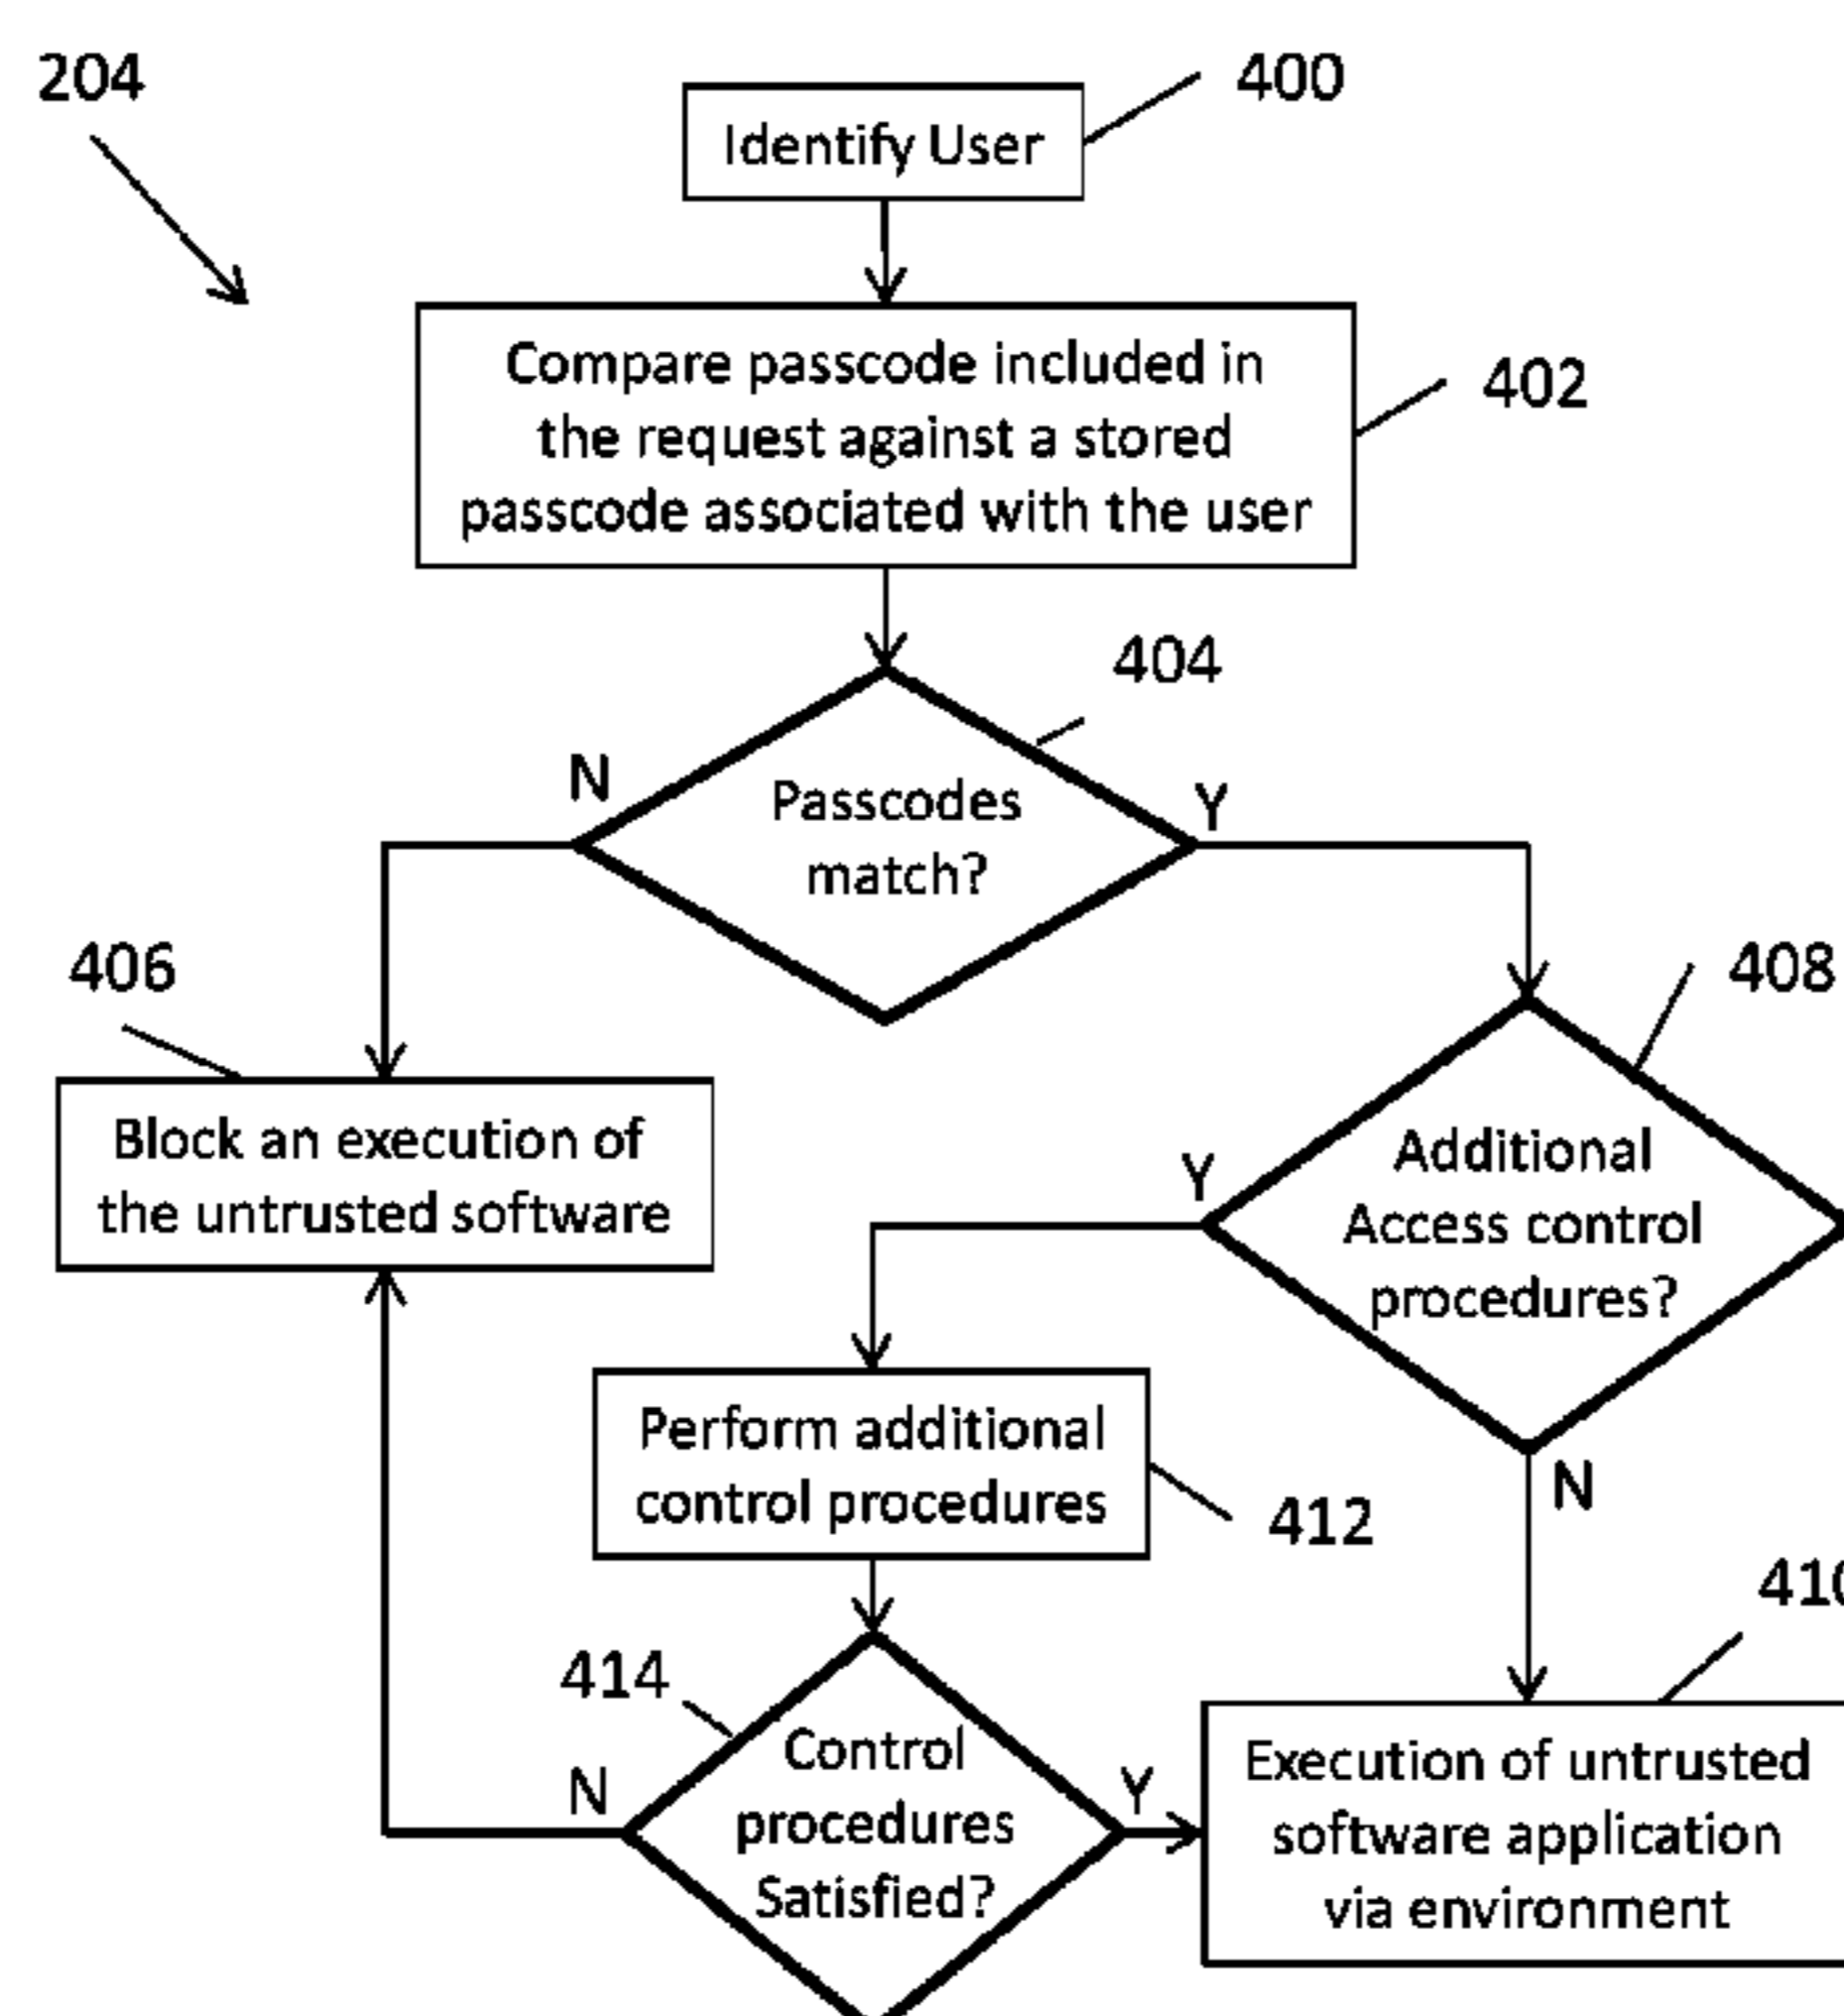 204
400
Identify User
Compare passcode included in
the request against a stored
passcode associated with the user
402
404
N
Passcodes
match?
Y
406
408
Block an execution of
the untrusted software
Y
Additional
Access control
procedures?
N
Perform additional
control procedures
412
410
414
Control
procedures
Satisfied?
N
Y
Execution of untrusted
software application
via environment